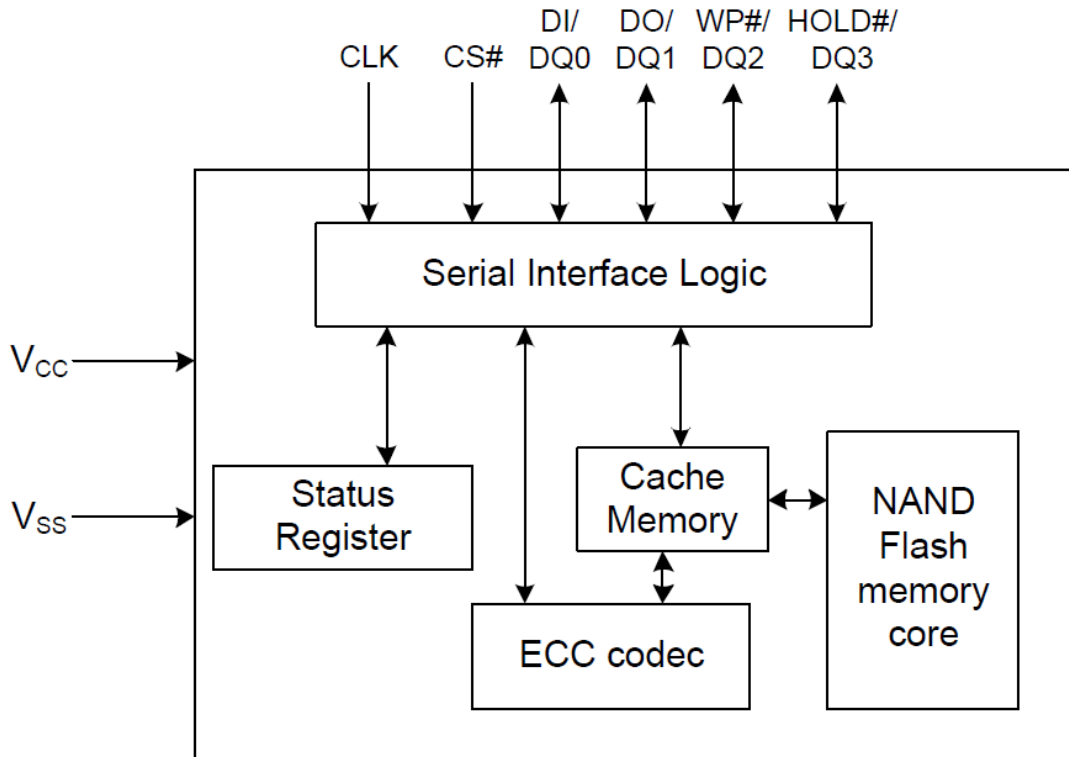 DI/ DO/ WP#/ HOLD#/
CLK CS# DQ0 DQ1 DQ2 DQ3
Serial Interface Logic
VCC
VSS
Status
Register
Cache
Memory
NAND
Flash
memory
core
ECC codec